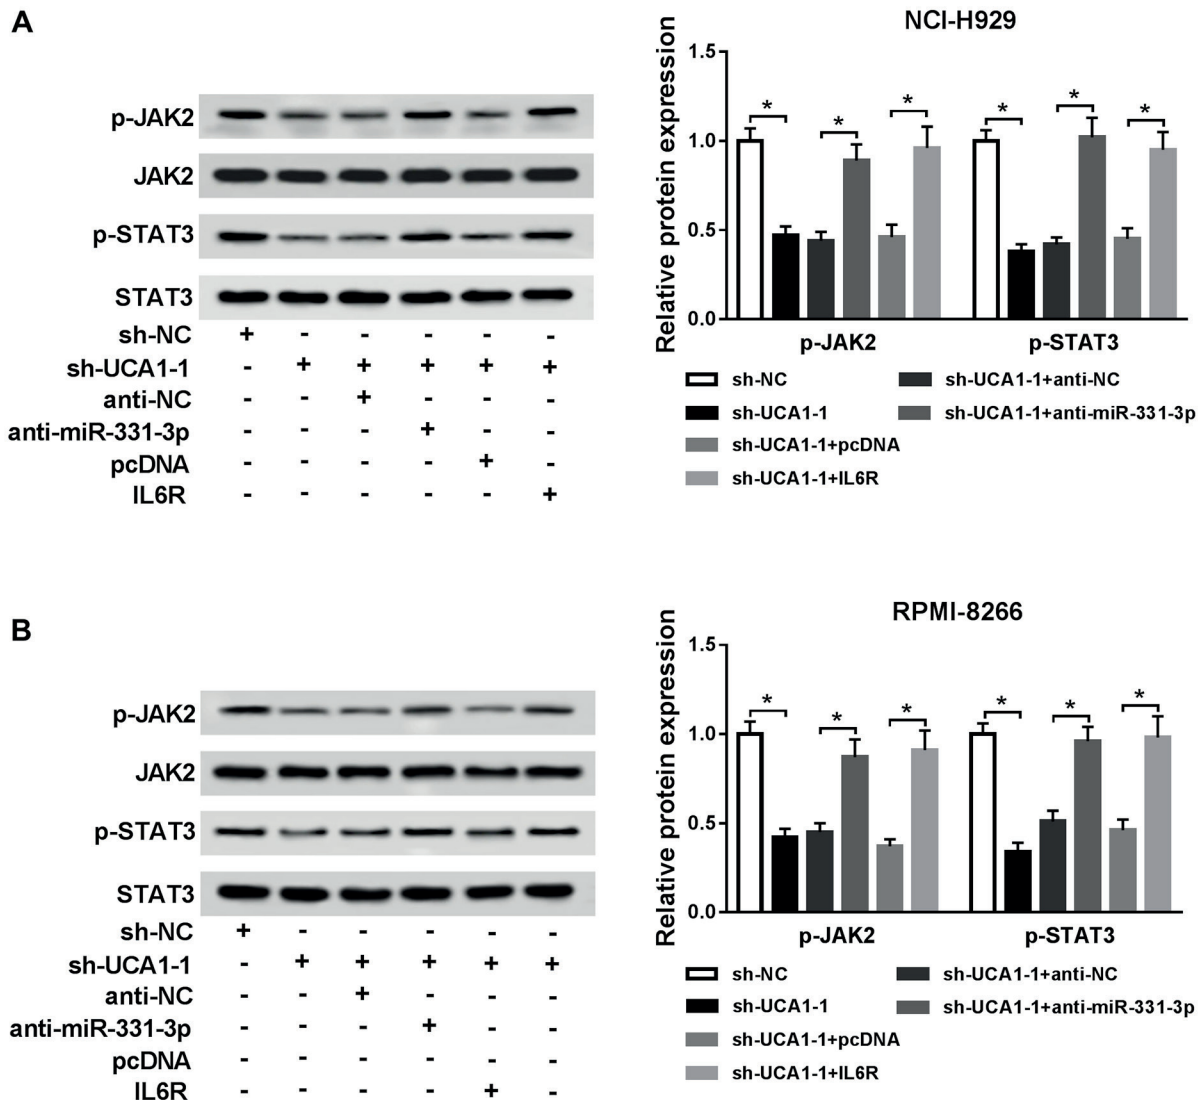 A
p-JAK2
JAK2
p-STAT3
STAT3
sh-NC + - - - - -
sh-UCA1-1 - + + + + +
anti-NC - - + - - -
anti-miR-331-3p - - - + - -
pcDNA - - - - + -
IL6R - - - - - +
NCI-H929
Relative protein expression
1.5
1.0
0.5
0.0
* * * * * *
p-JAK2 p-STAT3
sh-NC sh-UCA1-1+anti-NC
sh-UCA1-1 sh-UCA1-1+anti-miR-331-3p
sh-UCA1-1+pcDNA
sh-UCA1-1+IL6R
B
p-JAK2
JAK2
p-STAT3
STAT3
sh-NC + - - - - -
sh-UCA1-1 - + + + + +
anti-NC - - + - - -
anti-miR-331-3p - - - + - -
pcDNA - - - - - -
IL6R - - - - + -
RPMI-8266
Relative protein expression
1.5
1.0
0.5
0.0
* * * * * *
p-JAK2 p-STAT3
sh-NC sh-UCA1-1+anti-NC
sh-UCA1-1 sh-UCA1-1+anti-miR-331-3p
sh-UCA1-1+pcDNA
sh-UCA1-1+IL6R